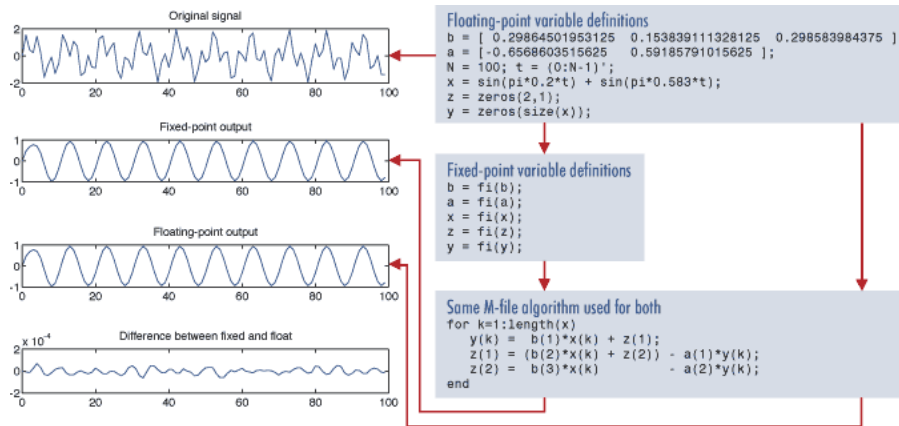 Original signal
2
0
-2
0 20 40 60 80 100
Fixed-point output
1
0
-1
0 20 40 60 80 100
Floating-point output
1
0
-1
0 20 40 60 80 100
Difference between fixed and float
x 10^-4
2
0
-2
0 20 40 60 80 100
Floating-point variable definitions
b = [ 0.29864501953125 0.153839111328125 0.298583984375 ]
a = [-0.6568603515625 0.59185791015625 ];
N = 100; t = (0:N-1)';
x = sin(pi*0.2*t) + sin(pi*0.583*t);
z = zeros(2,1);
y = zeros(size(x));
Fixed-point variable definitions
b = fi(b);
a = fi(a);
x = fi(x);
z = fi(z);
y = fi(y);
Same M-file algorithm used for both
for k=1:length(x)
y(k) = b(1)*x(k) + z(1);
z(1) = (b(2)*x(k) + z(2)) - a(1)*y(k);
z(2) = b(3)*x(k) - a(2)*y(k);
end